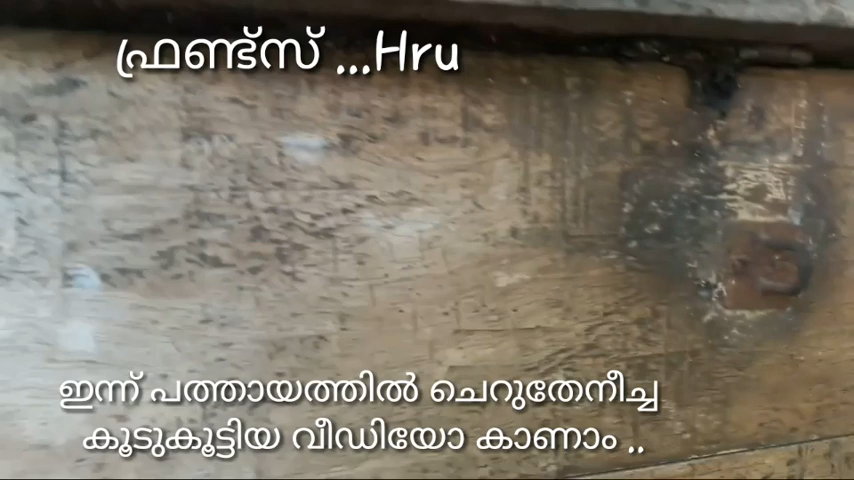 ഫ്രണ്ട്സ് ...Hru
ഇന്ന് പത്തായത്തിൽ ചെറുതേനീച്ച
കൂടുകൂട്ടിയ വീഡിയോ കാണാം ..